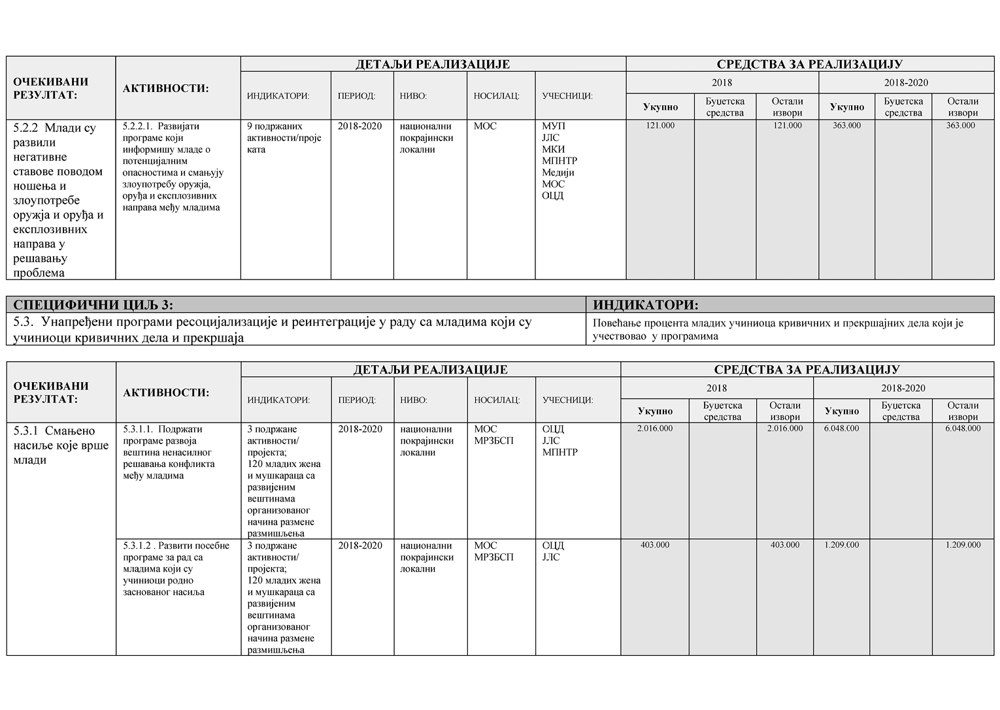 ОЧЕКИВАНИ
РЕЗУЛТАТ:
АКТИВНОСТИ:
ДЕТАЉИ РЕАЛИЗАЦИЈЕ
СРЕДСТВА ЗА РЕАЛИЗАЦИЈУ
ИНДИКАТОРИ:
ПЕРИОД:
НИВО:
НОСИЛАЦ:
УЧЕСНИЦИ:
2018
2018-2020
Укупно
Буџетска
средства
Остали
извори
Укупно
Буџетска
средства
Остали
извори
5.2.2 Млади су
развили
негативне
ставове поводом
ношења и
злоупотребе
оружја и оруђа и
експлозивних
направа у
решавању
проблема
5.2.2.1. Развијати
програме који
информишу младе о
потенцијалним
опасностима и смањују
злоупотребу оружја,
оруђа и експлозивних
направа међу младима
9 подржаних
активности/проје
ката
2018-2020
национални
покрајински
локални
МОС
МУП
ЈЛС
МКИ
МПНТР
Медији
МОС
ОЦД
121.000
121.000
363.000
363.000
СПЕЦИФИЧНИ ЦИЉ 3:
ИНДИКАТОРИ:
5.3. Унапређени програми ресоцијализације и реинтеграције у раду са младима који су
учиниоци кривичних дела и прекршаја
Повећање процента младих учиниоца кривичних и прекршајних дела који је
учествовао у програмима
ОЧЕКИВАНИ
РЕЗУЛТАТ:
АКТИВНОСТИ:
ДЕТАЉИ РЕАЛИЗАЦИЈЕ
СРЕДСТВА ЗА РЕАЛИЗАЦИЈУ
ИНДИКАТОРИ:
ПЕРИОД:
НИВО:
НОСИЛАЦ:
УЧЕСНИЦИ:
2018
2018-2020
Укупно
Буџетска
средства
Остали
извори
Укупно
Буџетска
средства
Остали
извори
5.3.1 Смањено
насиље које врше
млади
5.3.1.1. Подржати
програме развоја
вештина ненасилног
решавања конфликта
међу младима
3 подржане
активности/
пројекта;
120 младих жена
и мушкараца са
развијеним
вештинама
организованог
начина размене
размишљења
2018-2020
национални
покрајински
локални
МОС
МРЗБСП
ОЦД
ЈЛС
МПНТР
2.016.000
2.016.000
6.048.000
6.048.000
5.3.1.2 . Развити посебне
програме за рад са
младима који су
учиниоци родно
заснованог насиља
3 подржане
активности/
пројекта;
120 младих жена
и мушкараца са
развијеним
вештинама
организованог
начина размене
размишљења
2018-2020
национални
покрајински
локални
МОС
МРЗБСП
ОЦД
ЈЛС
403.000
403.000
1.209.000
1.209.000